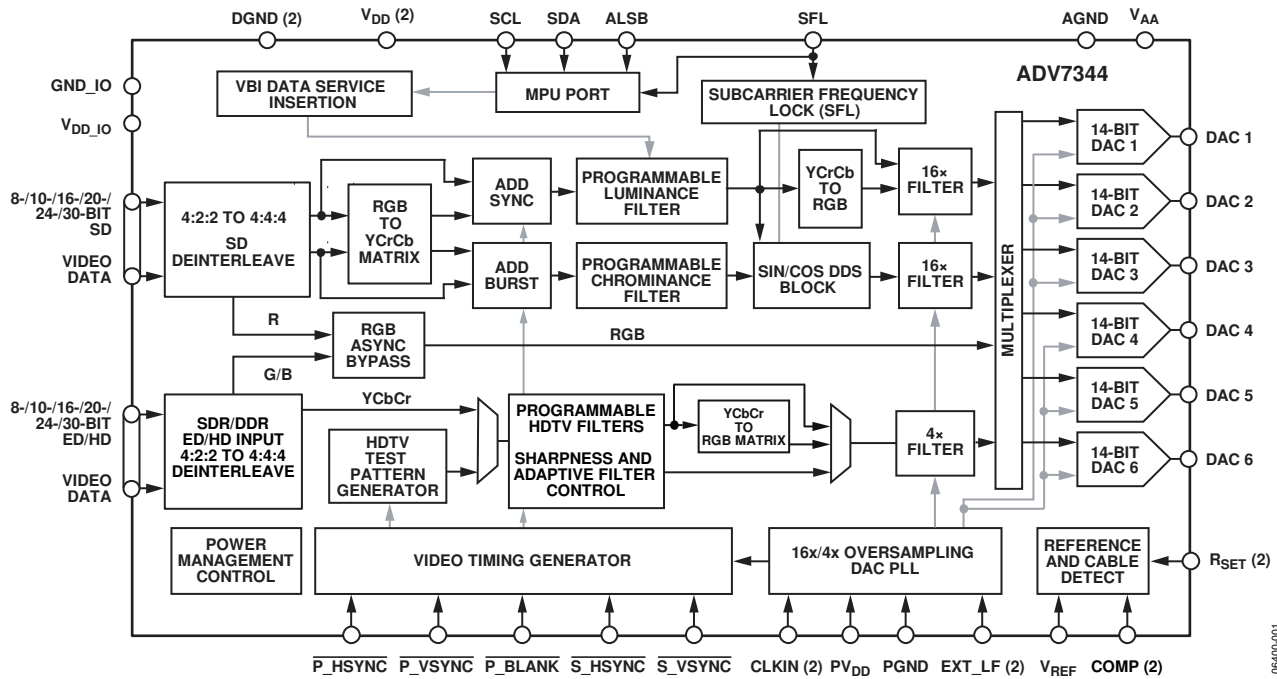 DGND (2)
VDD (2)
SCL
SDA
ALSB
SFL
AGND
VAA
GND_IO
VDD_IO
ADV7344
VBI DATA SERVICE
INSERTION
MPU PORT
SUBCARRIER FREQUENCY
LOCK (SFL)
8-/10-/16-/20-/
24-/30-BIT
SD
VIDEO
DATA
4:2:2 TO 4:4:4
SD
DEINTERLEAVE
RGB
TO
YCrCb
MATRIX
ADD
SYNC
ADD
BURST
PROGRAMMABLE
LUMINANCE
FILTER
PROGRAMMABLE
CHROMINANCE
FILTER
YCrCb
TO
RGB
SIN/COS DDS
BLOCK
16×
FILTER
16×
FILTER
MULTIPLEXER
14-BIT
DAC 1
DAC 1
14-BIT
DAC 2
DAC 2
14-BIT
DAC 3
DAC 3
14-BIT
DAC 4
DAC 4
14-BIT
DAC 5
DAC 5
14-BIT
DAC 6
DAC 6
R
G/B
RGB
ASYNC
BYPASS
RGB
8-/10-/16-/20-/
24-/30-BIT
ED/HD
VIDEO
DATA
SDR/DDR
ED/HD INPUT
4:2:2 TO 4:4:4
DEINTERLEAVE
YCbCr
HDTV
TEST
PATTERN
GENERATOR
PROGRAMMABLE
HDTV FILTERS
SHARPNESS AND
ADAPTIVE FILTER
CONTROL
YCbCr
TO
RGB MATRIX
4×
FILTER
POWER
MANAGEMENT
CONTROL
VIDEO TIMING GENERATOR
16x/4x OVERSAMPLING
DAC PLL
REFERENCE
AND CABLE
DETECT
RSET (2)
P_HSYNC
P_VSYNC
P_BLANK
S_HSYNC
S_VSYNC
CLKIN (2)
PVDD
PGND
EXT_LF (2)
VREF
COMP (2)
06400-001